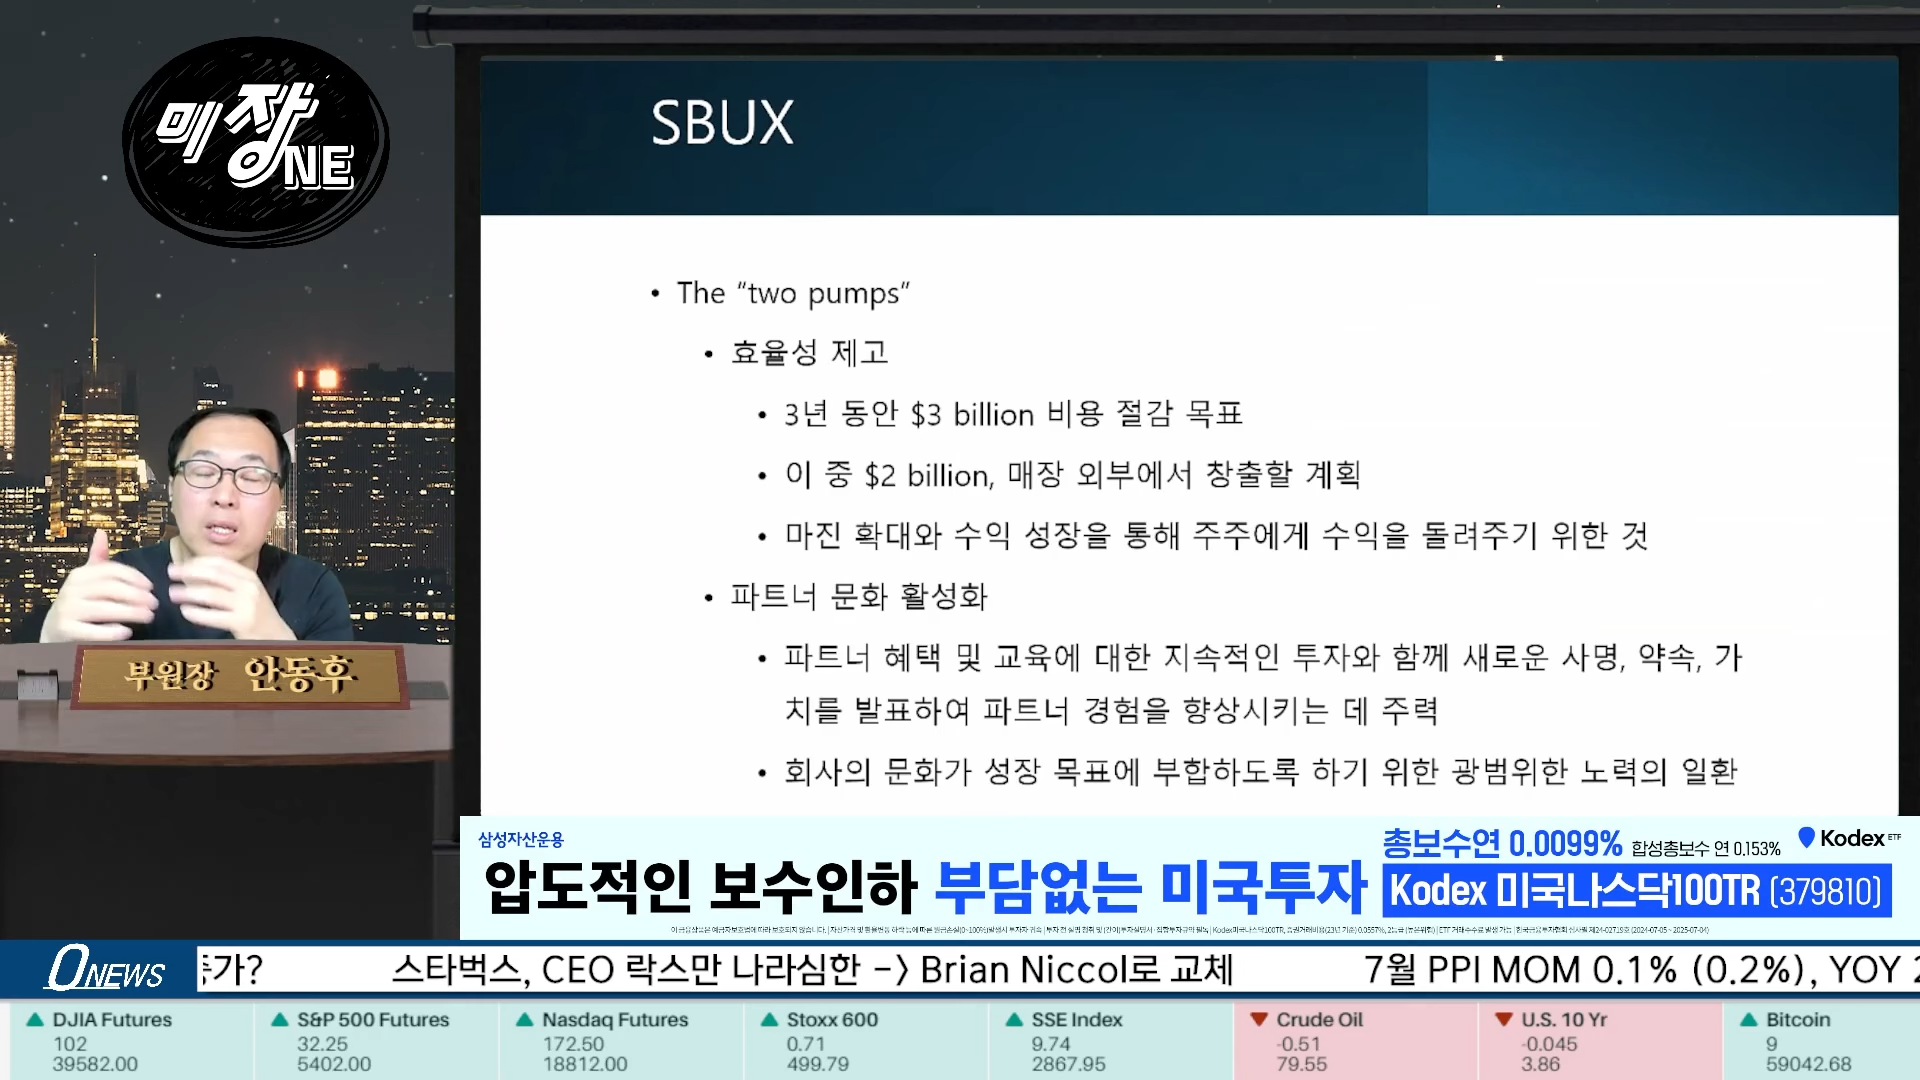 미장ONE
SBUX
• The “two pumps”
• 효율성 제고
• 3년 동안 $3 billion 비용 절감 목표
• 이 중 $2 billion, 매장 외부에서 창출할 계획
• 마진 확대와 수익 성장을 통해 주주에게 수익을 돌려주기 위한 것
• 파트너 문화 활성화
• 파트너 혜택 및 교육에 대한 지속적인 투자와 함께 새로운 사명, 약속, 가
치를 발표하여 파트너 경험을 향상시키는 데 주력
• 회사의 문화가 성장 목표에 부합하도록 하기 위한 광범위한 노력의 일환
부원장 안동후
삼성자산운용
압도적인 보수인하 부담없는 미국투자
총보수연 0.0099% 합성총보수 연 0.153%
Kodex ETF
Kodex 미국나스닥100TR (379810)
ONEWS
가? 스타벅스, CEO 락스만 나라심한 -> Brian Niccol로 교체 7월 PPI MOM 0.1% (0.2%), YOY
▲ DJIA Futures
102
39582.00
▲ S&P 500 Futures
32.25
5402.00
▲ Nasdaq Futures
172.50
18812.00
▲ Stoxx 600
0.71
499.79
▲ SSE Index
9.74
2867.95
▼ Crude Oil
-0.51
79.55
▼ U.S. 10 Yr
-0.045
3.86
▲ Bitcoin
9
59042.68